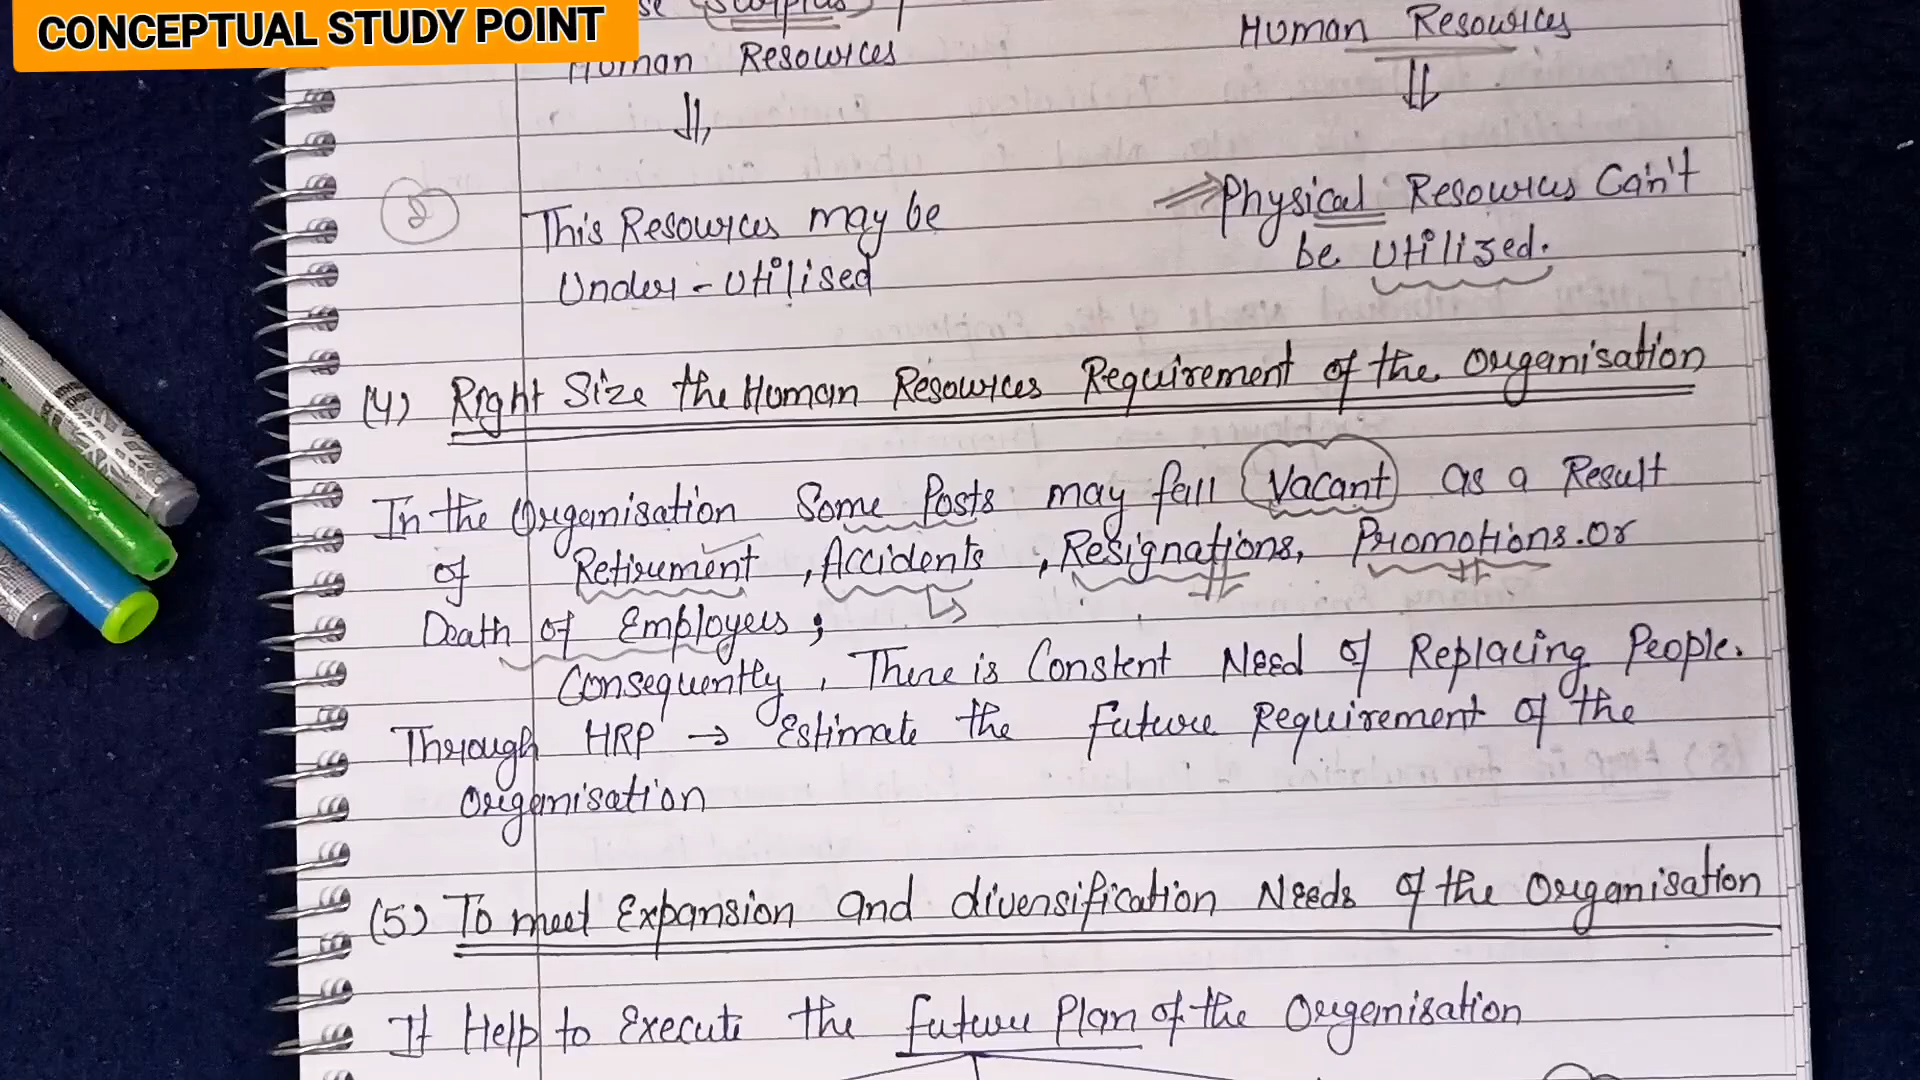 CONCEPTUAL STUDY POINT
Surplus
Human Resources
Human Resources
This Resources may be
Under - Utilised
Physical Resources Can't
be Utilized.
(4) Right Size the Human Resources Requirement of the Organisation
In the Organisation Some Posts may fall Vacant as a Result
of Retirement, Accidents, Resignations, Promotions or
Death of Employees;
Consequently, There is Constent Need of Replacing People.
Through HRP → Estimate the future Requirement of the
Organisation
(5) To meet Expansion and diversification Needs of the Organisation
It Help to Execute the future Plan of the Organisation